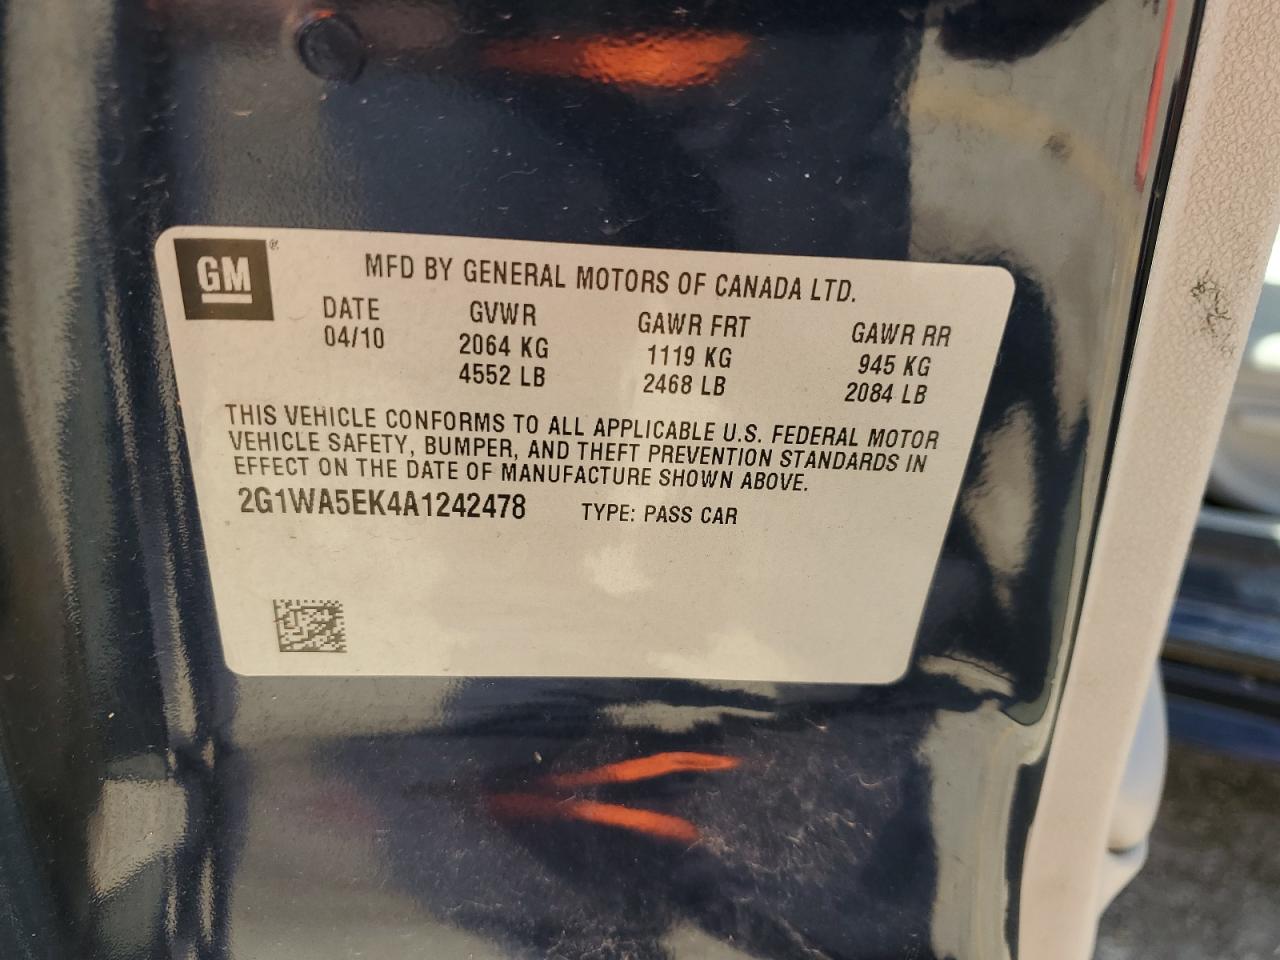 GM ®
MFD BY GENERAL MOTORS OF CANADA LTD.
DATE GVWR GAWR FRT GAWR RR
04/10 2064 KG 1119 KG 945 KG
4552 LB 2468 LB 2084 LB
THIS VEHICLE CONFORMS TO ALL APPLICABLE U.S. FEDERAL MOTOR
VEHICLE SAFETY, BUMPER, AND THEFT PREVENTION STANDARDS IN
EFFECT ON THE DATE OF MANUFACTURE SHOWN ABOVE.
2G1WA5EK4A1242478 TYPE: PASS CAR